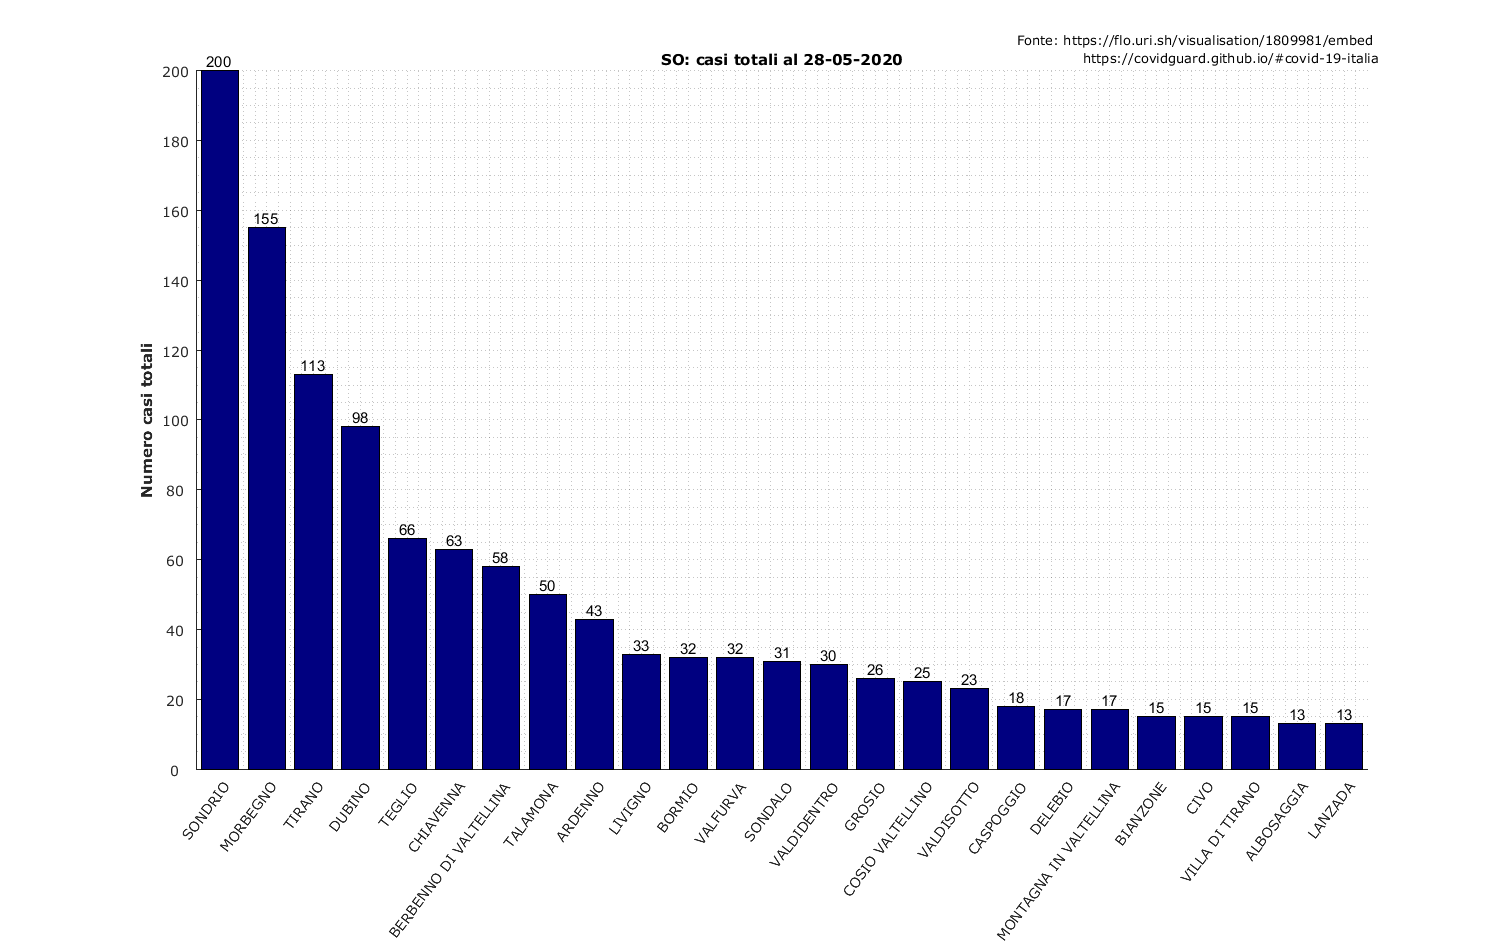 Fonte: https://flo.uri.sh/visualisation/1809981/embed
https://covidguard.github.io/#covid-19-italia
SO: casi totali al 28-05-2020
Numero casi totali
200
180
160
140
120
100
80
60
40
20
0
200
155
113
98
66
63
58
50
43
33
32
32
31
30
26
25
23
18
17
17
15
15
15
13
13
SONDRIO
MORBEGNO
TIRANO
DUBINO
TEGLIO
CHIAVENNA
BERBENNO DI VALTELLINA
TALAMONA
ARDENNO
LIVIGNO
BORMIO
VALFURVA
SONDALO
VALDIDENTRO
GROSIO
COSIO VALTELLINO
VALDISOTTO
CASPOGGIO
DELEBIO
MONTAGNA IN VALTELLINA
BIANZONE
CIVO
VILLA DI TIRANO
ALBOSAGGIA
LANZADA